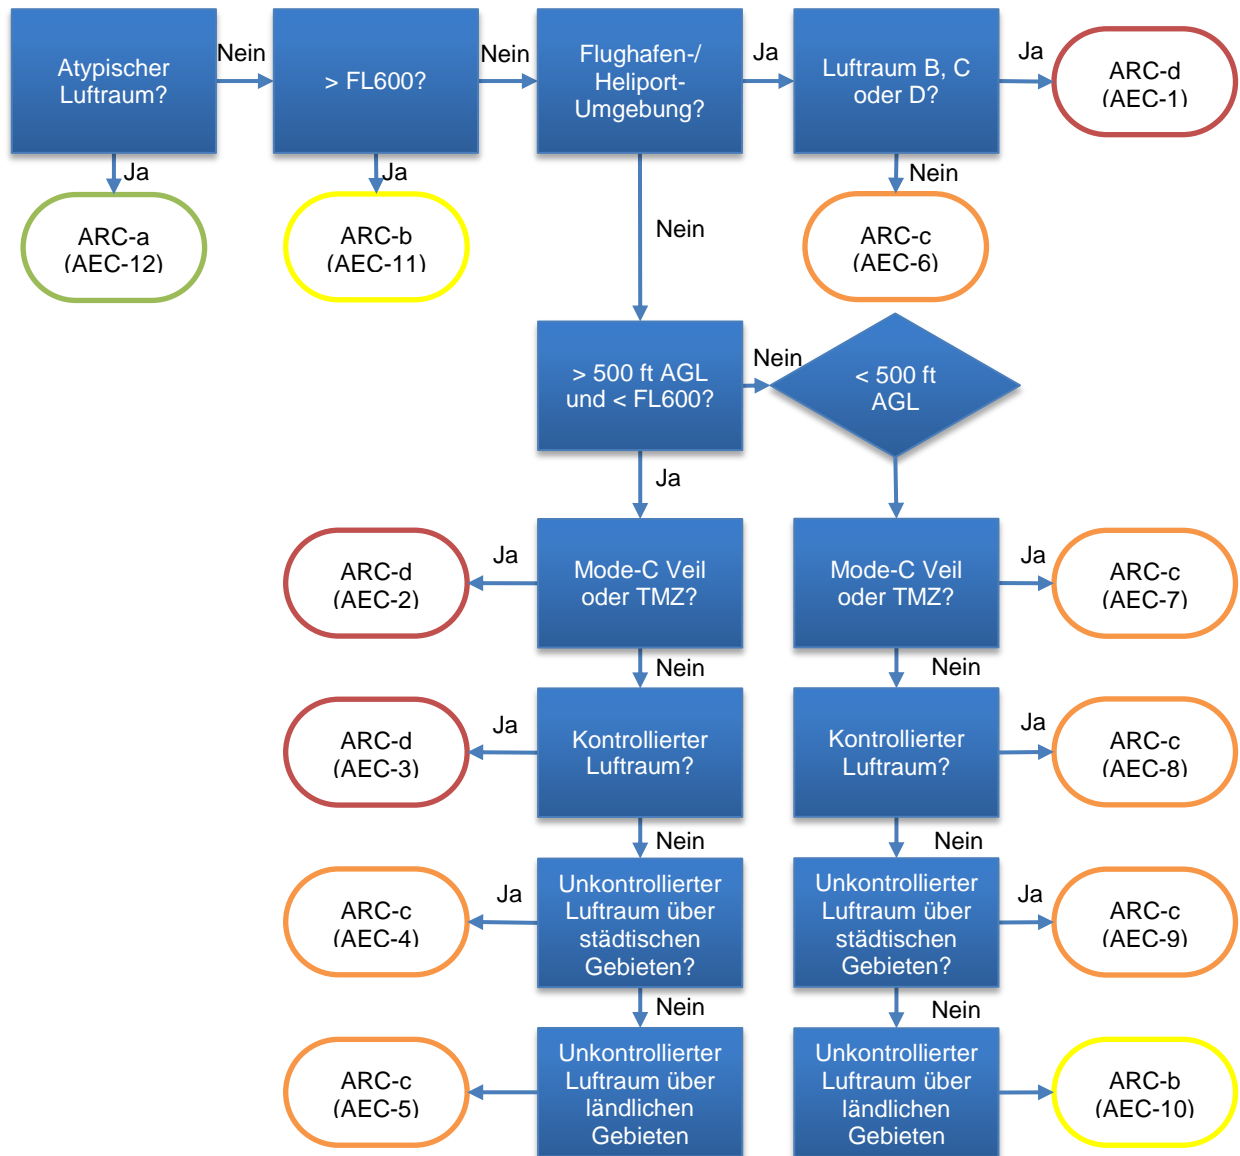 Atypischer
Luftraum?
Nein
> FL600?
Nein
Flughafen-/
Heliport-
Umgebung?
Ja
Luftraum B, C
oder D?
Ja
ARC-d
(AEC-1)
Ja
ARC-a
(AEC-12)
Ja
ARC-b
(AEC-11)
Nein
Nein
ARC-c
(AEC-6)
> 500 ft AGL
und < FL600?
Nein
< 500 ft
AGL
Ja
ARC-d
(AEC-2)
Ja
Mode-C Veil
oder TMZ?
Mode-C Veil
oder TMZ?
Ja
ARC-c
(AEC-7)
Nein
Nein
ARC-d
(AEC-3)
Ja
Kontrollierter
Luftraum?
Kontrollierter
Luftraum?
Ja
ARC-c
(AEC-8)
Nein
Nein
ARC-c
(AEC-4)
Ja
Unkontrollierter
Luftraum über
städtischen
Gebieten?
Unkontrollierter
Luftraum über
städtischen
Gebieten?
Ja
ARC-c
(AEC-9)
Nein
Nein
ARC-c
(AEC-5)
Unkontrollierter
Luftraum über
ländlichen
Gebieten
Unkontrollierter
Luftraum über
ländlichen
Gebieten
ARC-b
(AEC-10)